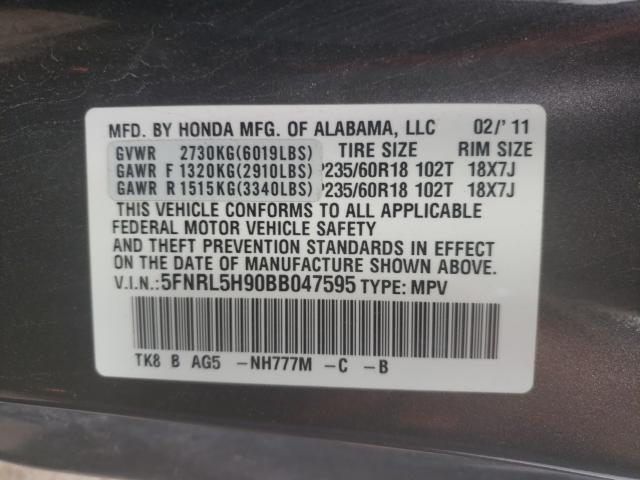 MFD. BY HONDA MFG. OF ALABAMA, LLC 02/'11
GVWR 2730KG(6019LBS) TIRE SIZE RIM SIZE
GAWR F 1320KG(2910LBS) P235/60R18 102T 18X7J
GAWR R 1515KG(3340LBS) P235/60R18 102T 18X7J
THIS VEHICLE CONFORMS TO ALL APPLICABLE
FEDERAL MOTOR VEHICLE SAFETY
AND THEFT PREVENTION STANDARDS IN EFFECT
ON THE DATE OF MANUFACTURE SHOWN ABOVE.
V.I.N.: 5FNRL5H90BB047595 TYPE: MPV
TK8 B AG5 -NH777M -C -B